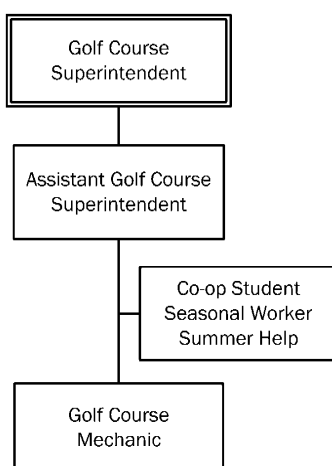 Golf Course
Superintendent
Assistant Golf Course
Superintendent
Co-op Student
Seasonal Worker
Summer Help
Golf Course
Mechanic